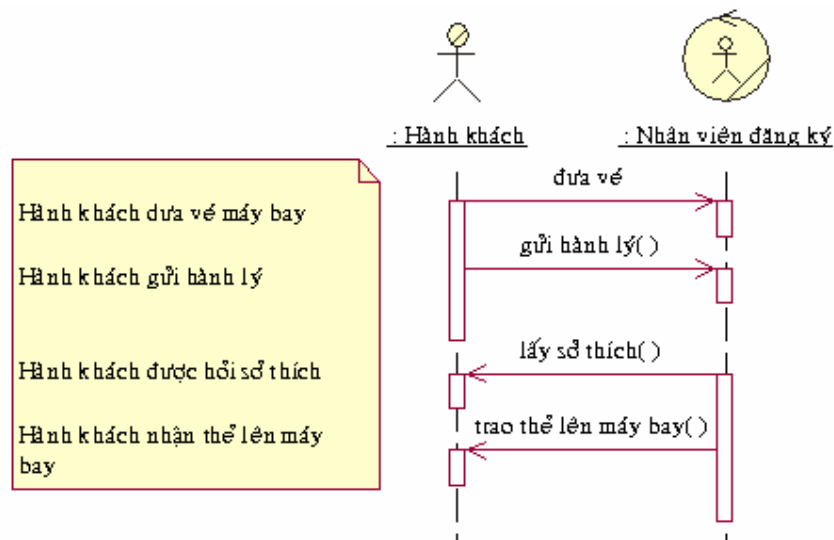 : Hành khách
: Nhân viên đăng ký
đưa vé
Hành khách đưa vé máy bay
gửi hành lý( )
Hành khách gửi hành lý
lấy sở thích( )
Hành khách được hỏi sở thích
trao thẻ lên máy bay( )
Hành khách nhận thẻ lên máy
bay